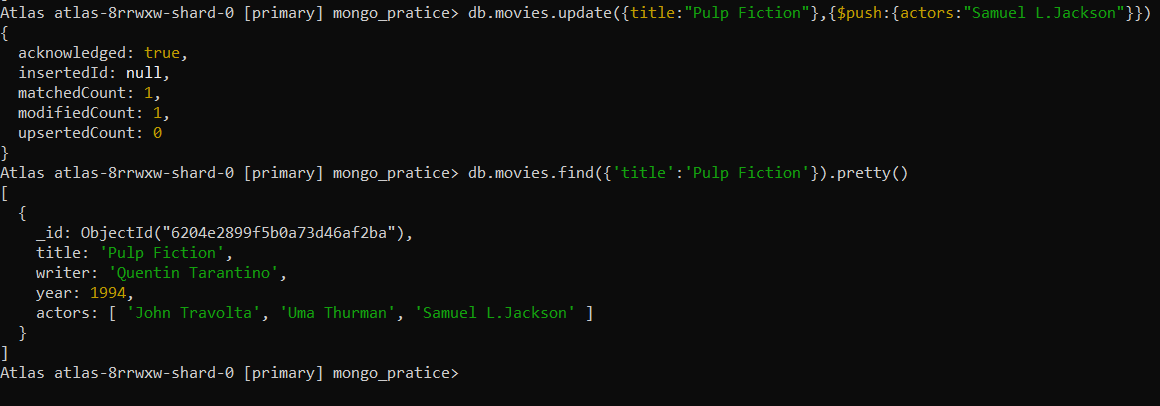 Atlas atlas-8rrwxw-shard-0 [primary] mongo_pratice> db.movies.update({title:"Pulp Fiction"},{$push:{actors:"Samuel L.Jackson"}})
{
  acknowledged: true,
  insertedId: null,
  matchedCount: 1,
  modifiedCount: 1,
  upsertedCount: 0
}
Atlas atlas-8rrwxw-shard-0 [primary] mongo_pratice> db.movies.find({'title':'Pulp Fiction'}).pretty()
[
  {
    _id: ObjectId("6204e2899f5b0a73d46af2ba"),
    title: 'Pulp Fiction',
    writer: 'Quentin Tarantino',
    year: 1994,
    actors: [ 'John Travolta', 'Uma Thurman', 'Samuel L.Jackson' ]
  }
]
Atlas atlas-8rrwxw-shard-0 [primary] mongo_pratice>